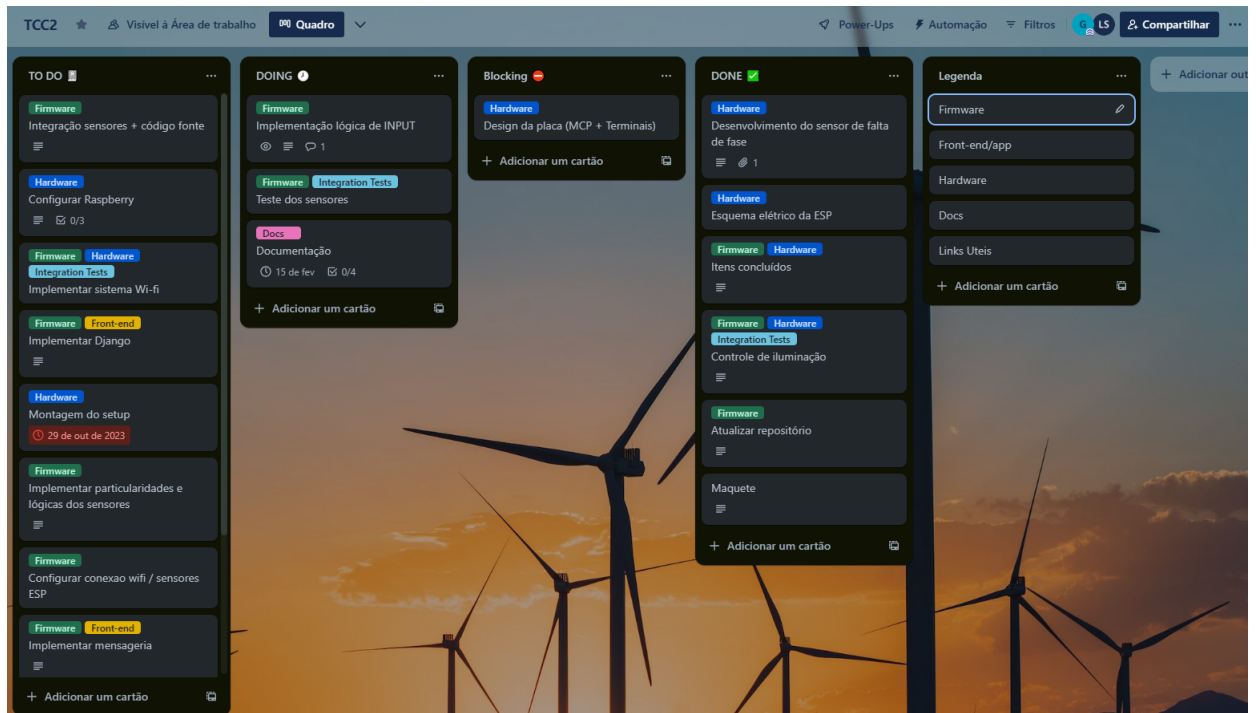 TCC2 Visível à Área de trabalho Quadro Power-Ups Automação Filtros G LS Compartilhar
TO DO
Firmware
Integração sensores + código fonte
Hardware
Configurar Raspberry
0/3
Firmware Hardware
Integration Tests
Implementar sistema Wi-fi
Firmware Front-end
Implementar Django
Hardware
Montagem do setup
29 de out de 2023
Firmware
Implementar particularidades e
lógicas dos sensores
Firmware
Configurar conexao wifi / sensores
ESP
Firmware Front-end
Implementar mensageria
+ Adicionar um cartão
DOING
Firmware
Implementação lógica de INPUT
1
Firmware Integration Tests
Teste dos sensores
Docs
Documentação
15 de fev 0/4
+ Adicionar um cartão
Blocking
Hardware
Design da placa (MCP + Terminais)
+ Adicionar um cartão
DONE
Hardware
Desenvolvimento do sensor de falta
de fase
1
Hardware
Esquema elétrico da ESP
Firmware Hardware
Itens concluídos
Firmware Hardware
Integration Tests
Controle de iluminação
Firmware
Atualizar repositório
Maquete
+ Adicionar um cartão
Legenda
Firmware
Front-end/app
Hardware
Docs
Links Uteis
+ Adicionar um cartão
+ Adicionar out